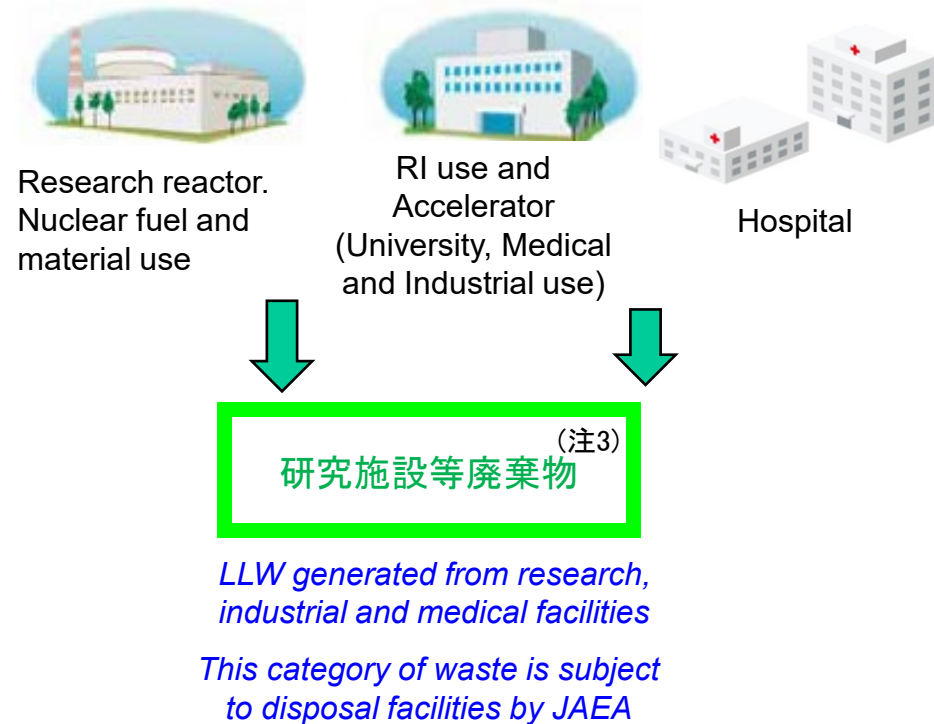 Research reactor.
Nuclear fuel and
material use
RI use and
Accelerator
(University, Medical
and Industrial use)
Hospital
(注3)
研究施設等廃棄物
LLW generated from research,
industrial and medical facilities
This category of waste is subject
to disposal facilities by JAEA